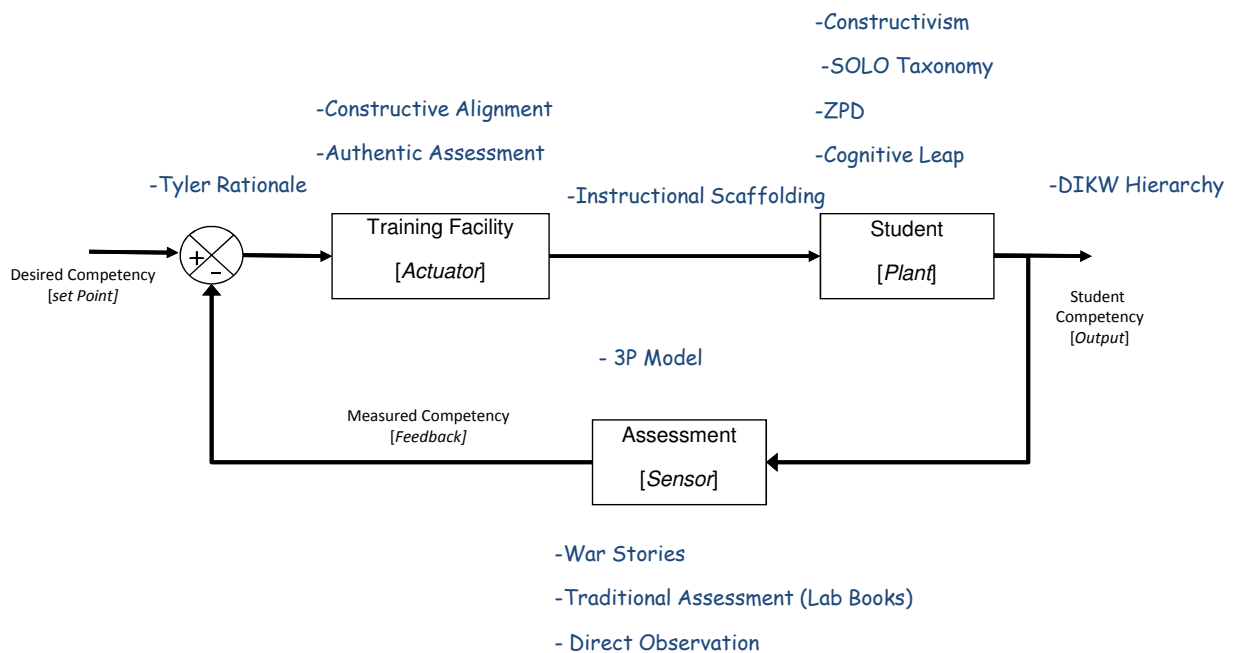 -Constructivism
-SOLO Taxonomy
-Constructive Alignment
-ZPD
-Authentic Assessment
-Cognitive Leap
-Tyler Rationale
-Instructional Scaffolding
-DIKW Hierarchy
Training Facility
[Actuator]
Student
[Plant]
+
-
Desired Competency
[set Point]
Student
Competency
[Output]
- 3P Model
Measured Competency
[Feedback]
Assessment
[Sensor]
-War Stories
-Traditional Assessment (Lab Books)
- Direct Observation